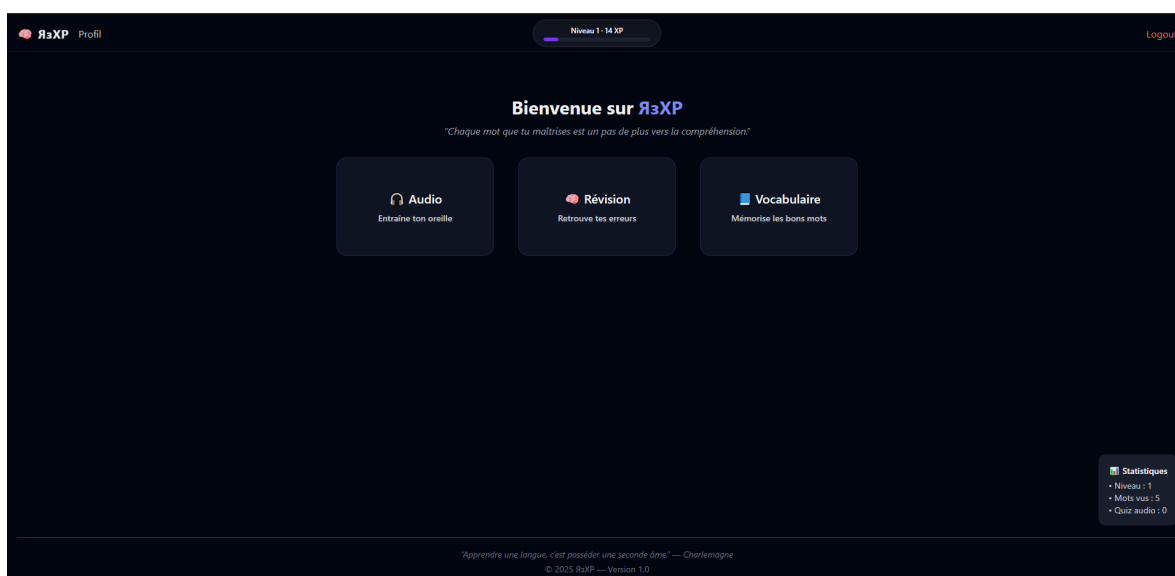 ЯзXP Profil
Niveau 1 · 14 XP
Logout
Bienvenue sur ЯзXP
"Chaque mot que tu maîtrises est un pas de plus vers la compréhension."
Audio
Entraîne ton oreille
Révision
Retrouve tes erreurs
Vocabulaire
Mémorise les bons mots
Statistiques
• Niveau : 1
• Mots vus : 5
• Quiz audio : 0
"Apprendre une langue, c'est posséder une seconde âme." — Charlemagne
© 2025 ЯзXP — Version 1.0